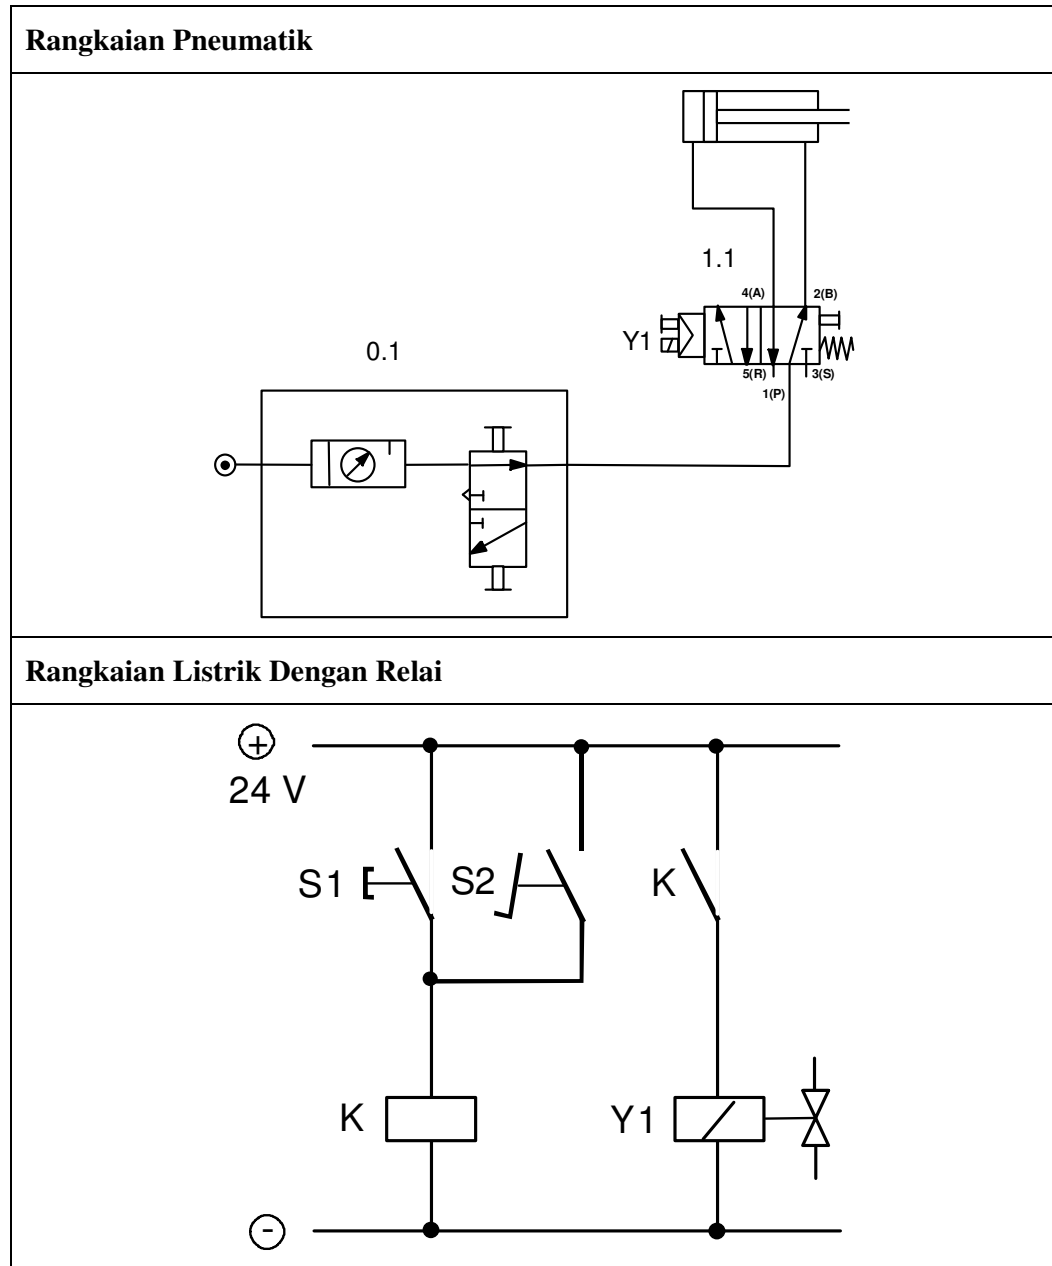 Rangkaian Pneumatik
1.1
4(A) 2(B)
Y1
0.1
5(R) 3(S)
1(P)
Rangkaian Listrik Dengan Relai
+
24 V
S1 S2 K
K Y1
-